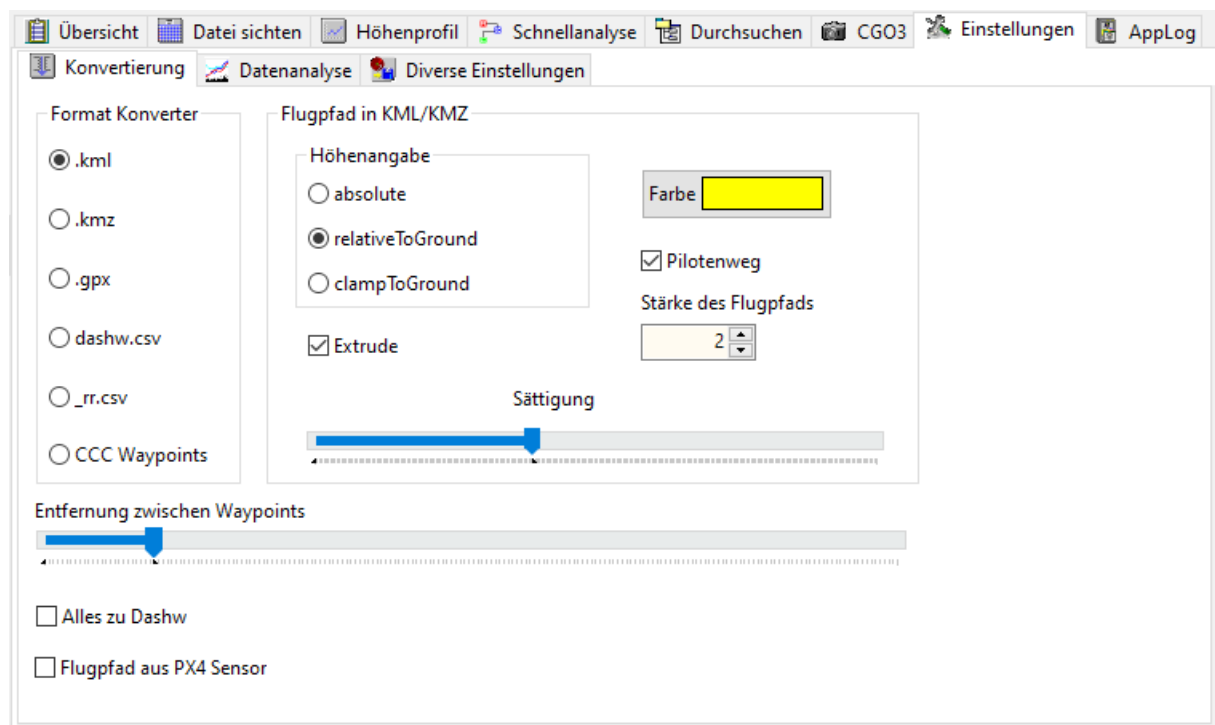 Übersicht Datei sichten Höhenprofil Schnellanalyse Durchsuchen CGO3 Einstellungen AppLog
Konvertierung Datenanalyse Diverse Einstellungen
Format Konverter
.kml
.kmz
.gpx
dashw.csv
_rr.csv
CCC Waypoints
Flugpfad in KML/KMZ
Höhenangabe
absolute
relativeToGround
clampToGround
Extrude
Farbe
Pilotenweg
Stärke des Flugpfads
2
Sättigung
Entfernung zwischen Waypoints
Alles zu Dashw
Flugpfad aus PX4 Sensor